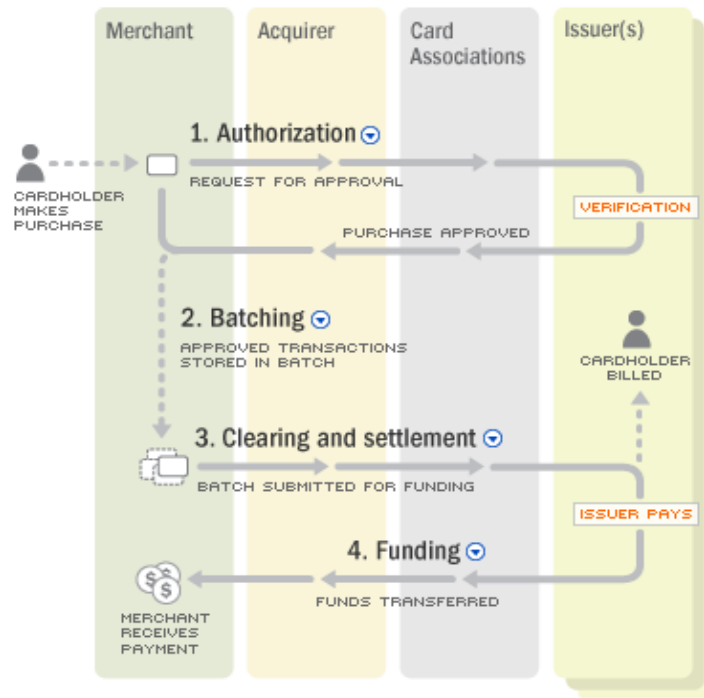 Merchant
Acquirer
Card
Associations
Issuer(s)
1. Authorization
REQUEST FOR APPROVAL
CARDHOLDER
MAKES
PURCHASE
VERIFICATION
PURCHASE APPROVED
2. Batching
APPROVED TRANSACTIONS
STORED IN BATCH
CARDHOLDER
BILLED
3. Clearing and settlement
BATCH SUBMITTED FOR FUNDING
ISSUER PAYS
4. Funding
FUNDS TRANSFERRED
$ $
$
MERCHANT
RECEIVES
PAYMENT